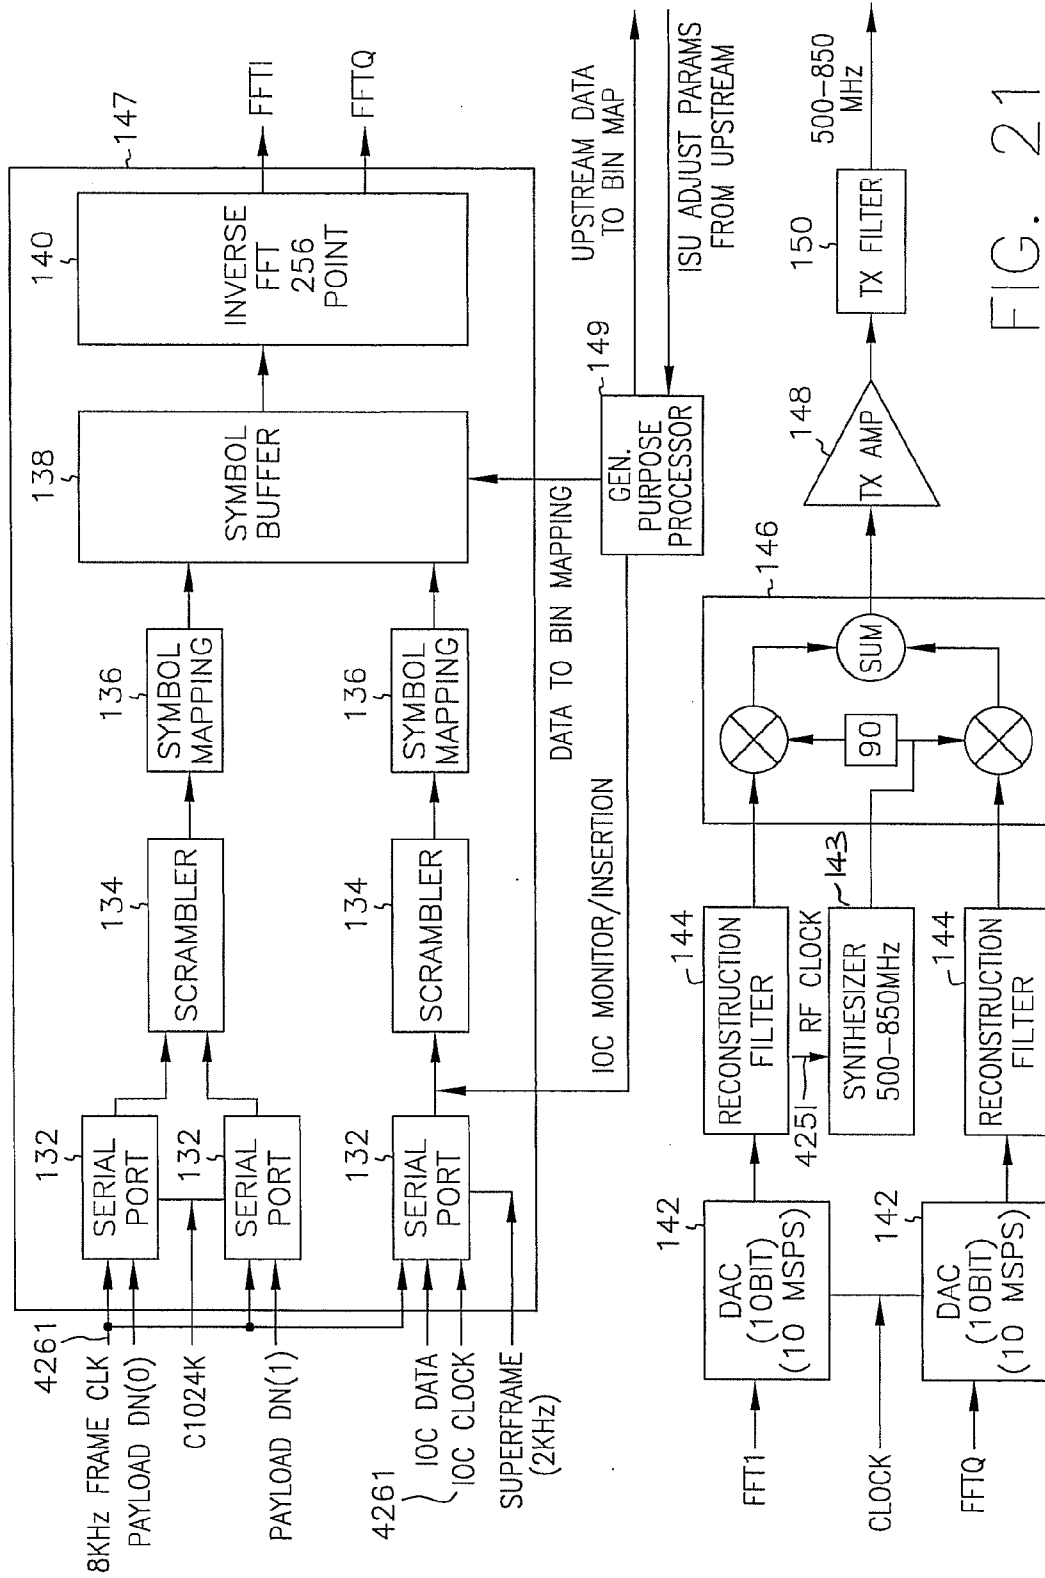 147
140
INVERSE
FFT
256
POINT
FFTI
FFTQ
138
SYMBOL
BUFFER
136
SYMBOL
MAPPING
136
SYMBOL
MAPPING
134
SCRAMBLER
134
SCRAMBLER
132
SERIAL
PORT
132
SERIAL
PORT
132
SERIAL
PORT
4261
8KHz FRAME CLK
PAYLOAD DN(0)
C1024K
PAYLOAD DN(1)
IOC DATA
IOC CLOCK
4261
SUPERFRAME
(2KHz)
IOC MONITOR/INSERTION
DATA TO BIN MAPPING
149
GEN.
PURPOSE
PROCESSOR
UPSTREAM DATA
TO BIN MAP
ISU ADJUST PARAMS
FROM UPSTREAM
FFT1
CLOCK
FFTQ
142
DAC
(10BIT)
(10 MSPS)
142
DAC
(10BIT)
(10 MSPS)
144
RECONSTRUCTION
FILTER
4251
RF CLOCK
143
SYNTHESIZER
500-850MHz
144
RECONSTRUCTION
FILTER
146
90
SUM
148
TX AMP
150
TX FILTER
500-850
MHz
FIG. 21